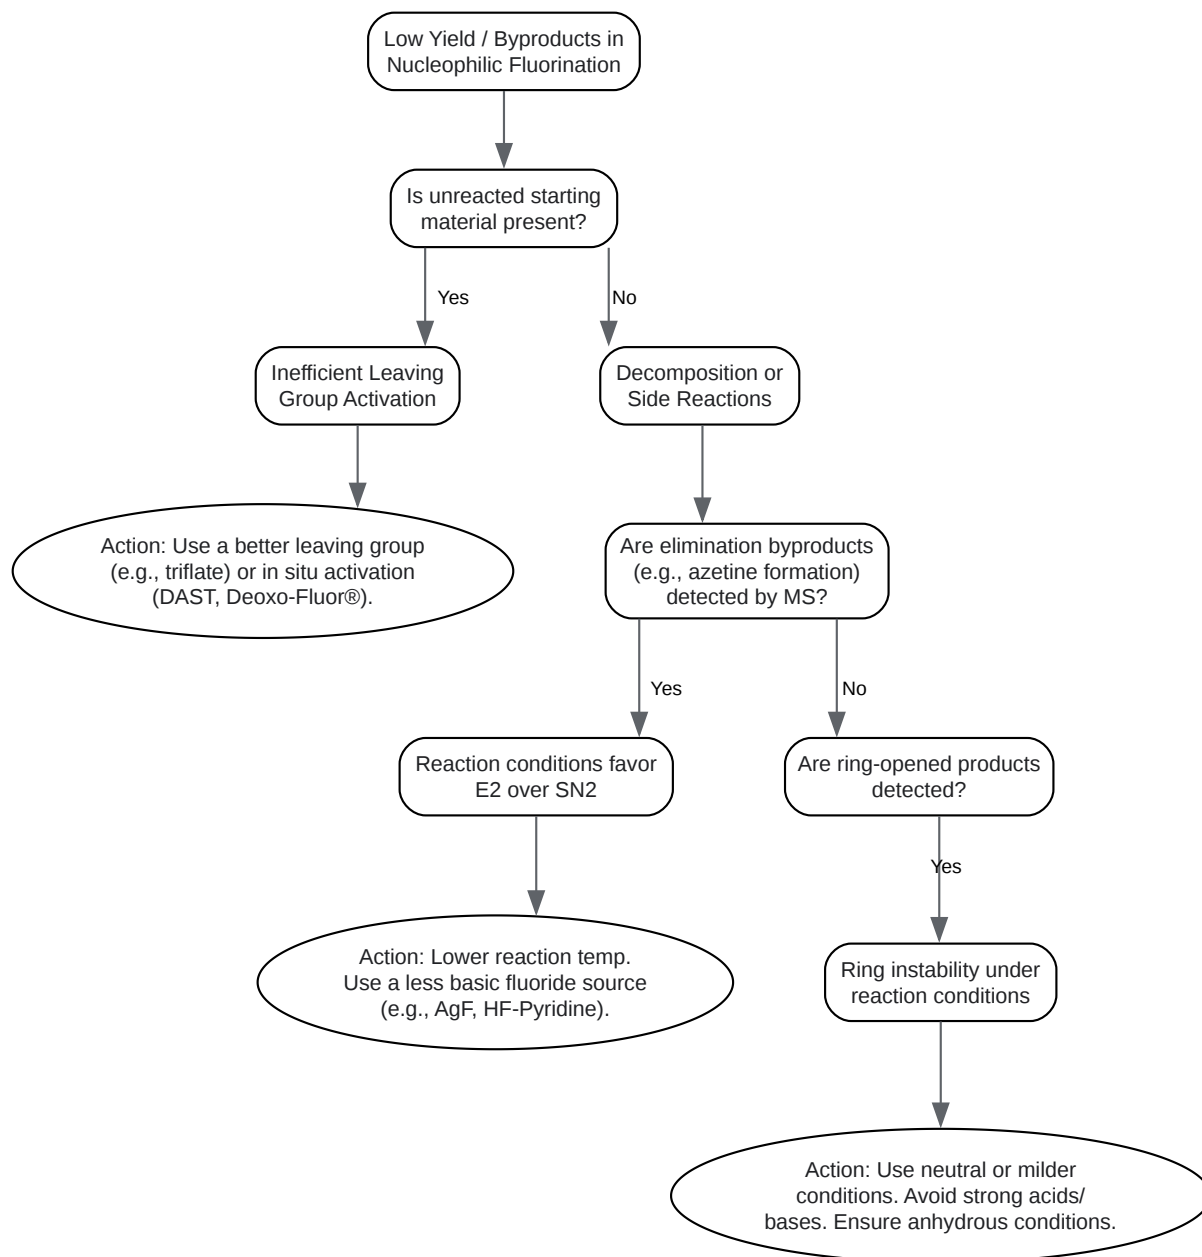 Low Yield / Byproducts in
Nucleophilic Fluorination
Is unreacted starting
material present?
Yes
No
Inefficient Leaving
Group Activation
Decomposition or
Side Reactions
Action: Use a better leaving group
(e.g., triflate) or in situ activation
(DAST, Deoxo-Fluor®).
Are elimination byproducts
(e.g., azetine formation)
detected by MS?
Yes
No
Reaction conditions favor
E2 over SN2
Are ring-opened products
detected?
Yes
Action: Lower reaction temp.
Use a less basic fluoride source
(e.g., AgF, HF-Pyridine).
Ring instability under
reaction conditions
Action: Use neutral or milder
conditions. Avoid strong acids/
bases. Ensure anhydrous conditions.